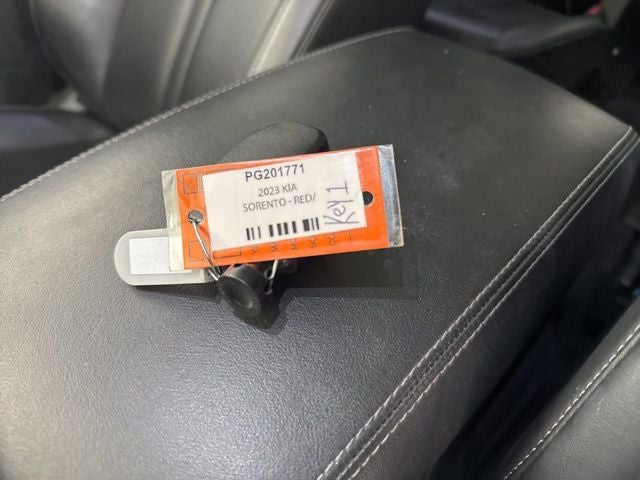 PG201771
2023 KIA
SORENTO - RED/
Key 1